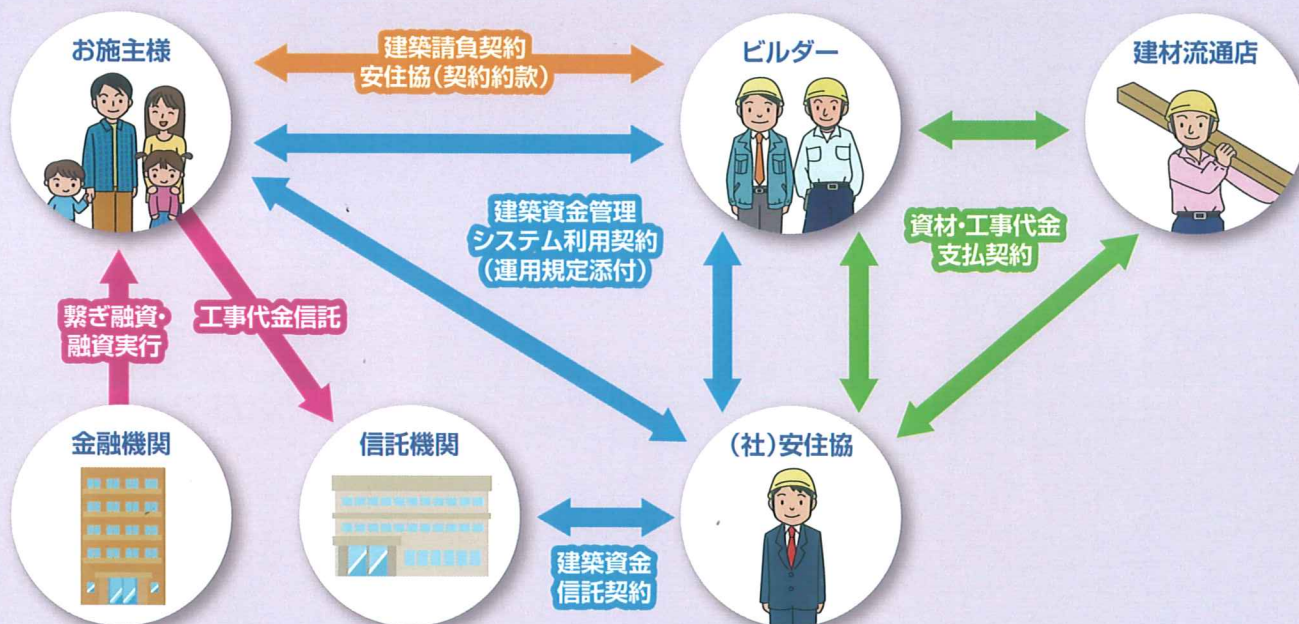 お施主様
建築請負契約
安住協(契約約款)
ビルダー
建材流通店
建築資金管理
システム利用契約
(運用規定添付)
資材・工事代金
支払契約
繋ぎ融資・
融資実行
工事代金信託
金融機関
信託機関
(社)安住協
建築資金
信託契約